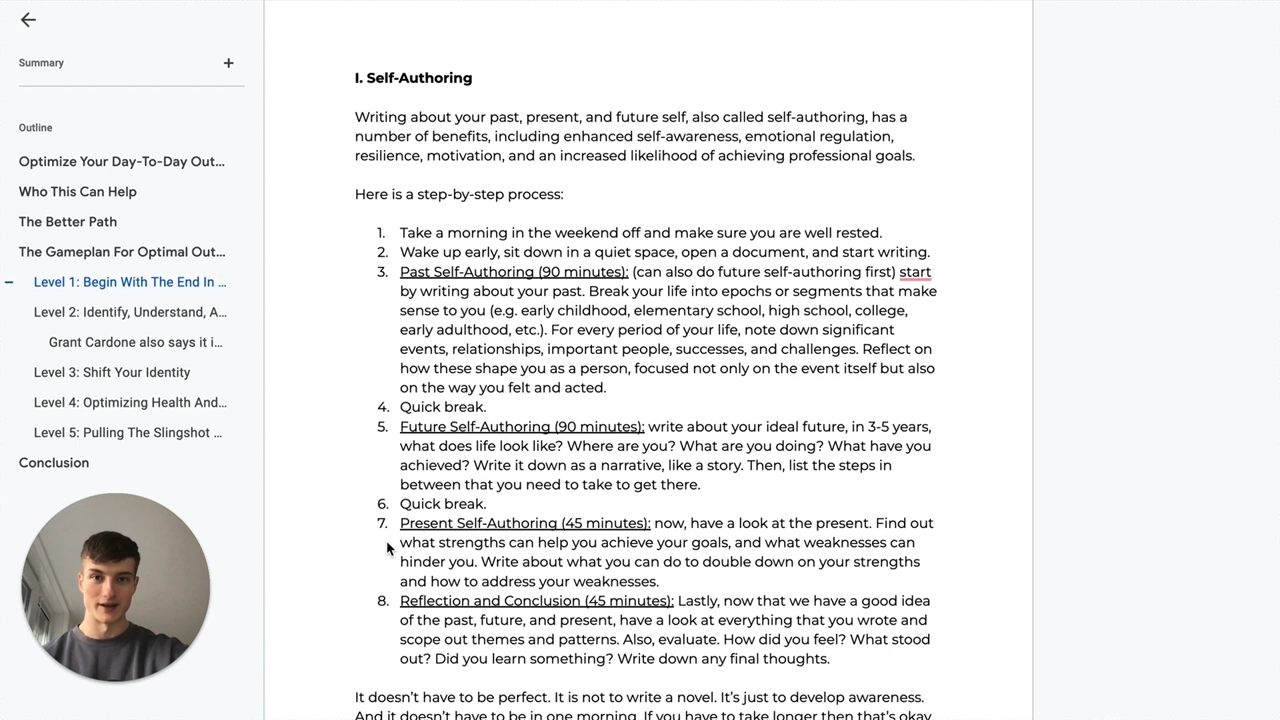 Summary
+
Outline
Optimize Your Day-To-Day Out...
Who This Can Help
The Better Path
The Gameplan For Optimal Out...
Level 1: Begin With The End In ...
Level 2: Identify, Understand, A...
Grant Cardone also says it i...
Level 3: Shift Your Identity
Level 4: Optimizing Health And...
Level 5: Pulling The Slingshot ...
Conclusion
I. Self-Authoring
Writing about your past, present, and future self, also called self-authoring, has a
number of benefits, including enhanced self-awareness, emotional regulation,
resilience, motivation, and an increased likelihood of achieving professional goals.
Here is a step-by-step process:
1. Take a morning in the weekend off and make sure you are well rested.
2. Wake up early, sit down in a quiet space, open a document, and start writing.
3. Past Self-Authoring (90 minutes): (can also do future self-authoring first) start
by writing about your past. Break your life into epochs or segments that make
sense to you (e.g. early childhood, elementary school, high school, college,
early adulthood, etc.). For every period of your life, note down significant
events, relationships, important people, successes, and challenges. Reflect on
how these shape you as a person, focused not only on the event itself but also
on the way you felt and acted.
4. Quick break.
5. Future Self-Authoring (90 minutes): write about your ideal future, in 3-5 years,
what does life look like? Where are you? What are you doing? What have you
achieved? Write it down as a narrative, like a story. Then, list the steps in
between that you need to take to get there.
6. Quick break.
7. Present Self-Authoring (45 minutes): now, have a look at the present. Find out
what strengths can help you achieve your goals, and what weaknesses can
hinder you. Write about what you can do to double down on your strengths
and how to address your weaknesses.
8. Reflection and Conclusion (45 minutes): Lastly, now that we have a good idea
of the past, future, and present, have a look at everything that you wrote and
scope out themes and patterns. Also, evaluate. How did you feel? What stood
out? Did you learn something? Write down any final thoughts.
It doesn't have to be perfect. It is not to write a novel. It's just to develop awareness.
And it doesn't have to be in one morning. If you have to take longer then that's okay.